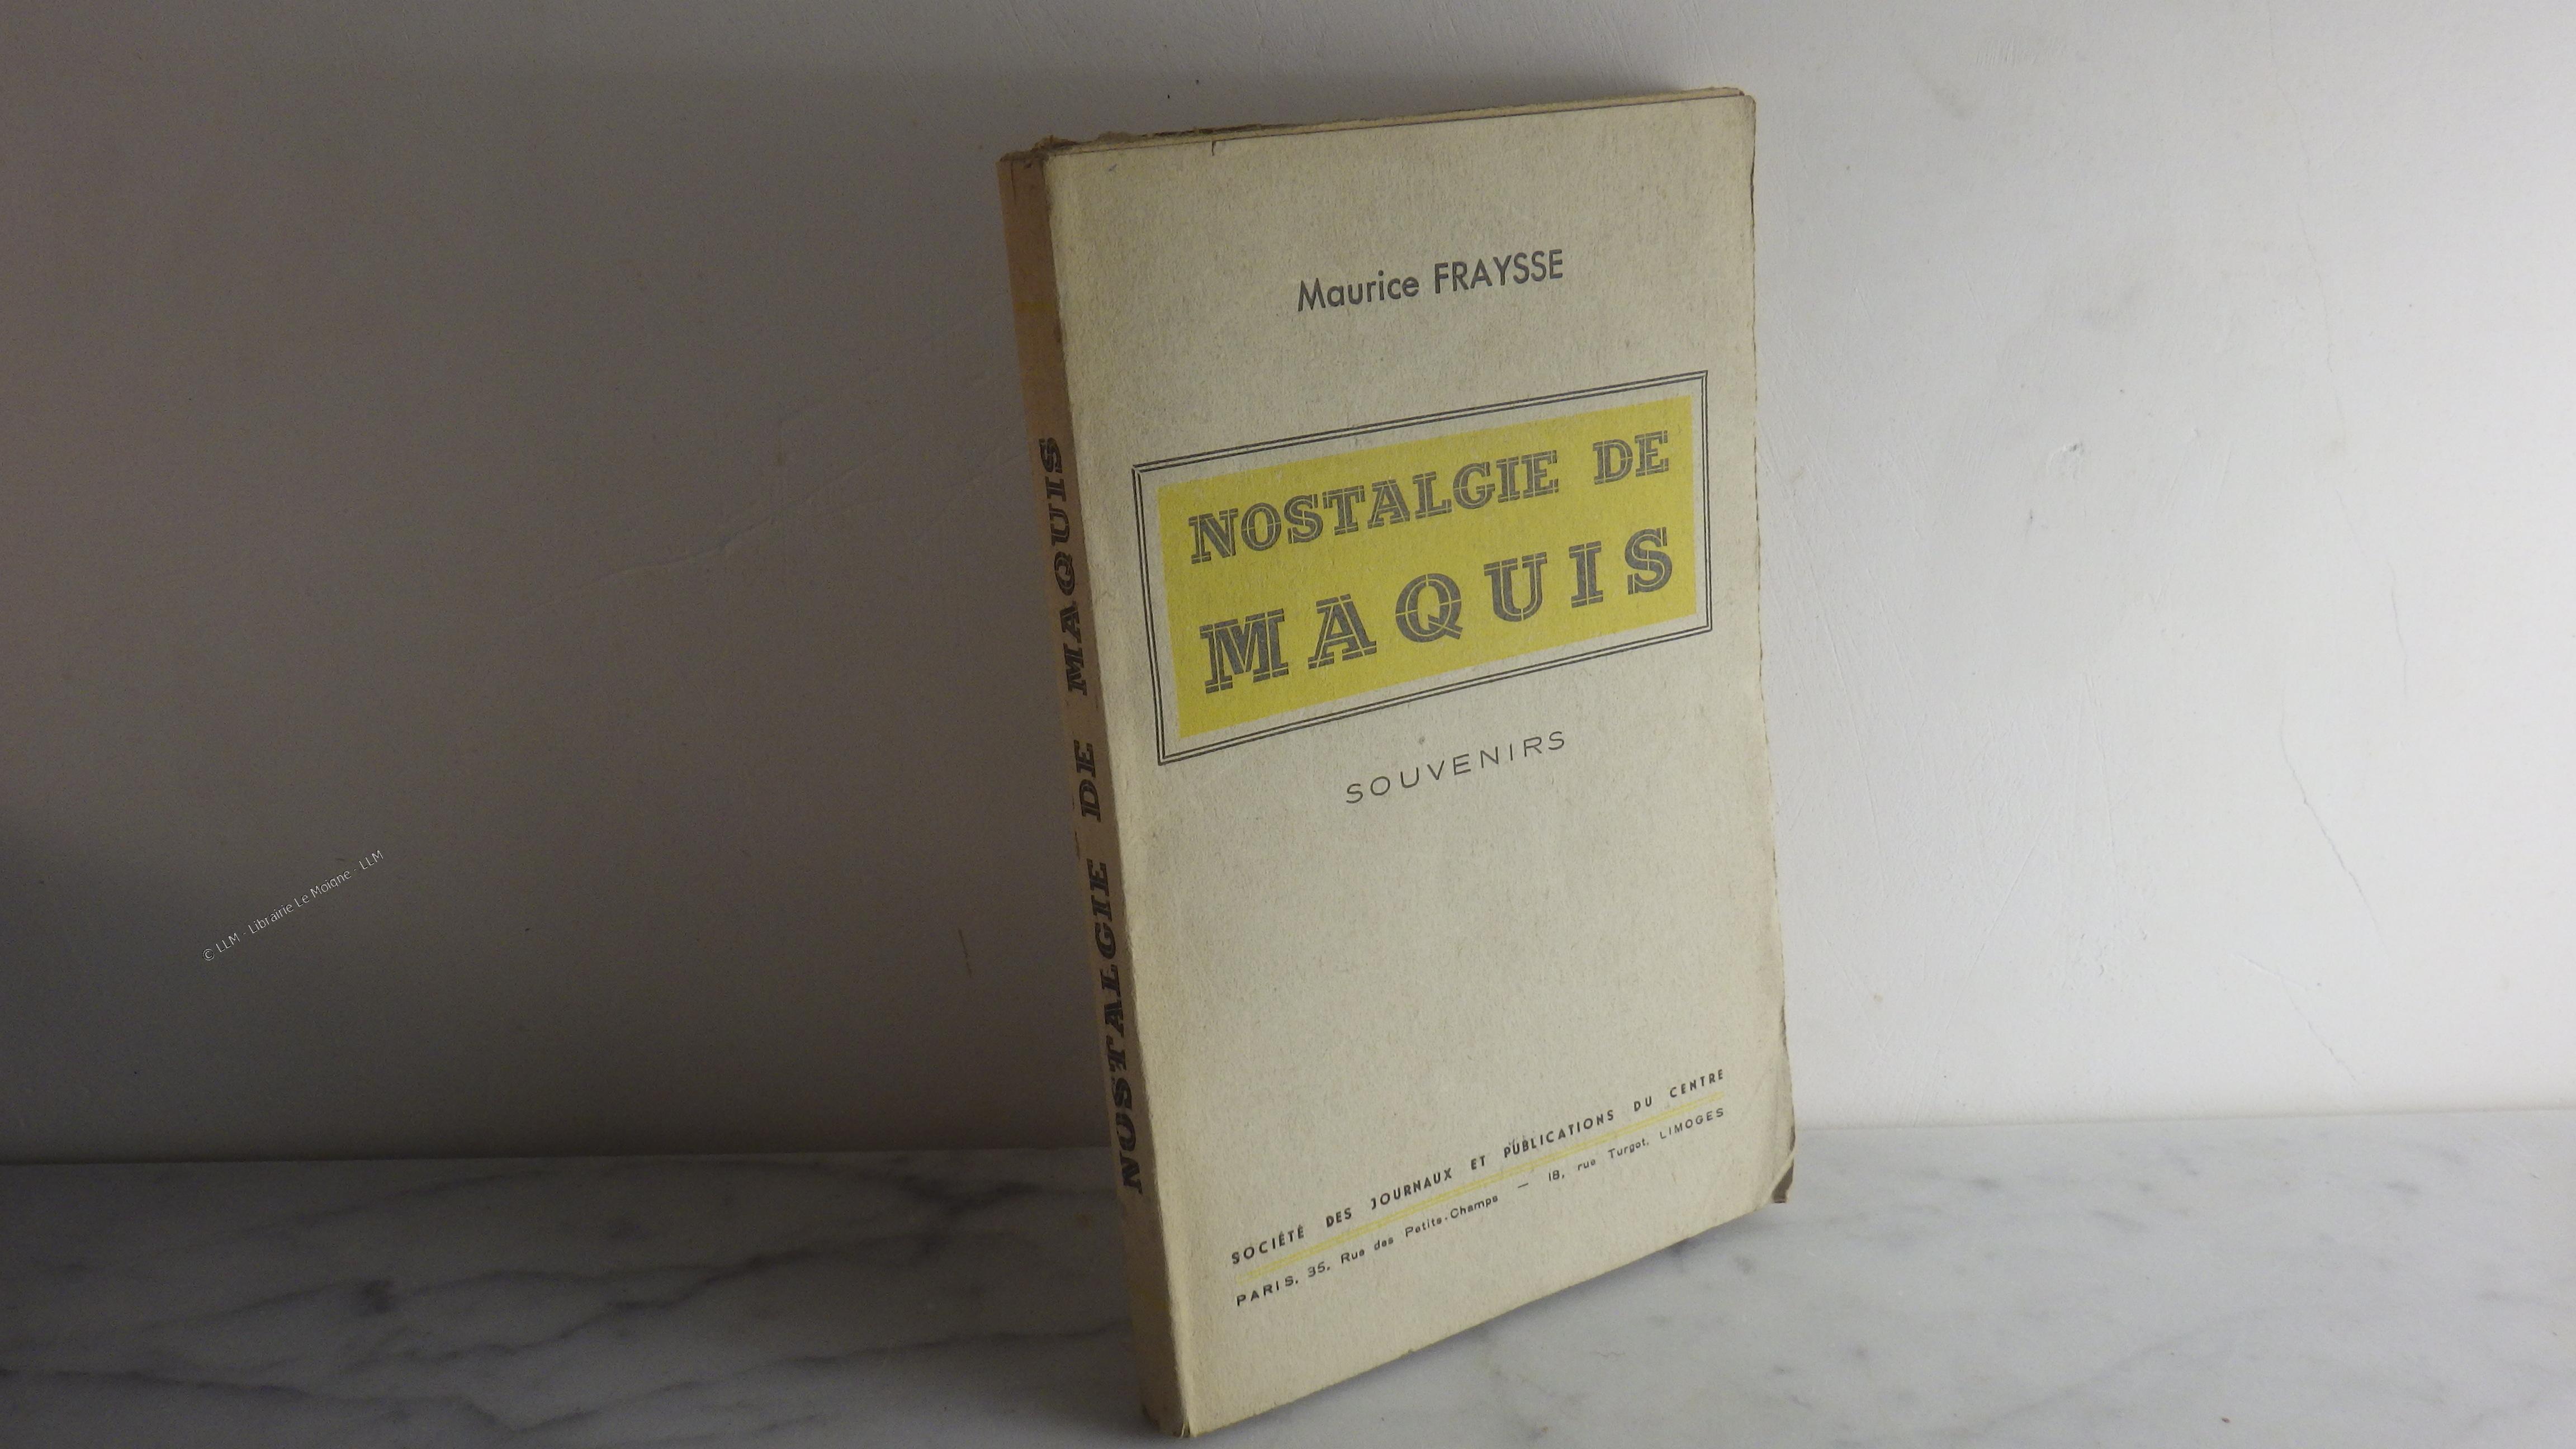 Maurice FRAYSSE
NOSTALGIE DE
MAQUIS
SOUVENIRS
SOCIÉTÉ DES JOURNAUX ET PUBLICATIONS DU CENTRE
PARIS, 35, Rue des Petits-Champs — 18, rue Turgot, LIMOGES
NOSTALGIE DE MAQUIS
© LLM - Librairie Le Moigne - LLM